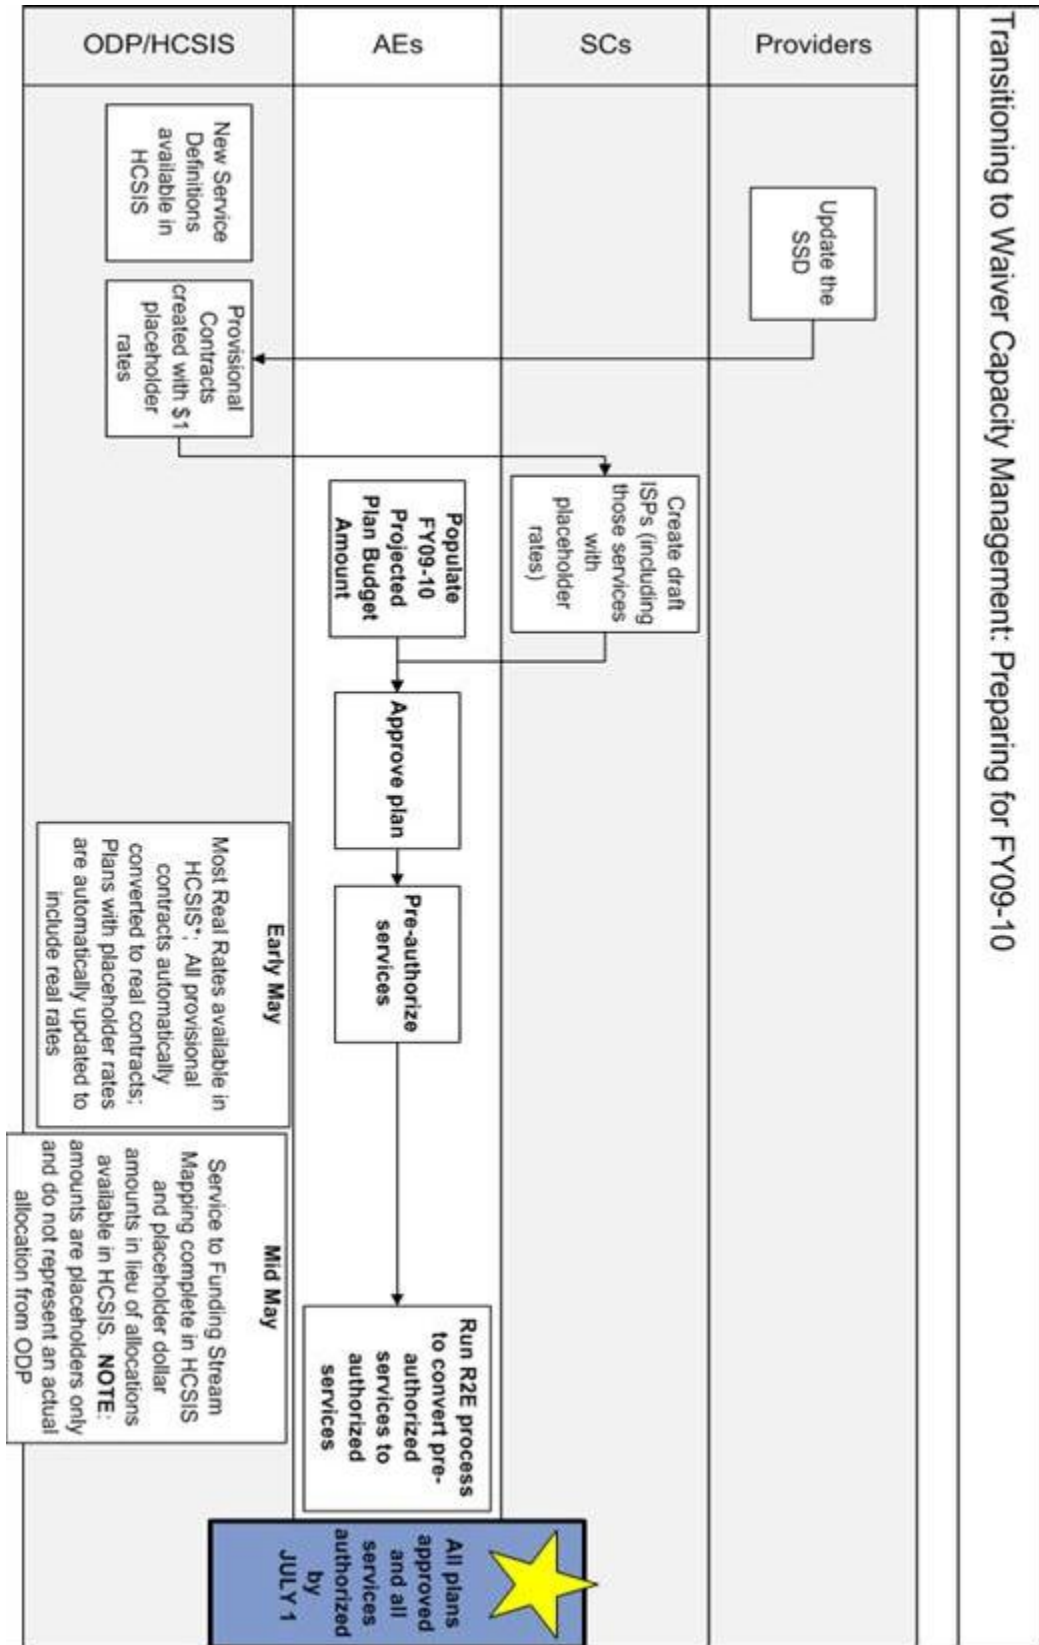 Transitioning to Waiver Capacity Management: Preparing for FY09-10
Providers
Update the
SSD
SCs
Create draft
ISPs (including
those services
with
placeholder
rates)
AEs
Populate
FY09-10
Projected
Plan Budget
Amount
Approve plan
Pre-authorize
services
Run R2E process
to convert pre-
authorized
services to
authorized
services
ODP/HCSIS
New Service
Definitions
available in
HCSIS
Provisional
Contracts
created with $1
placeholder
rates
Early May
Most Real Rates available in
HCSIS*; All provisional
contracts automatically
converted to real contracts;
Plans with placeholder rates
are automatically updated to
include real rates
Mid May
Service to Funding Stream
Mapping complete in HCSIS
and placeholder dollar
amounts in lieu of allocations
available in HCSIS. NOTE:
amounts are placeholders only
and do not represent an actual
allocation from ODP
All plans
approved
and all
services
authorized
by
JULY 1